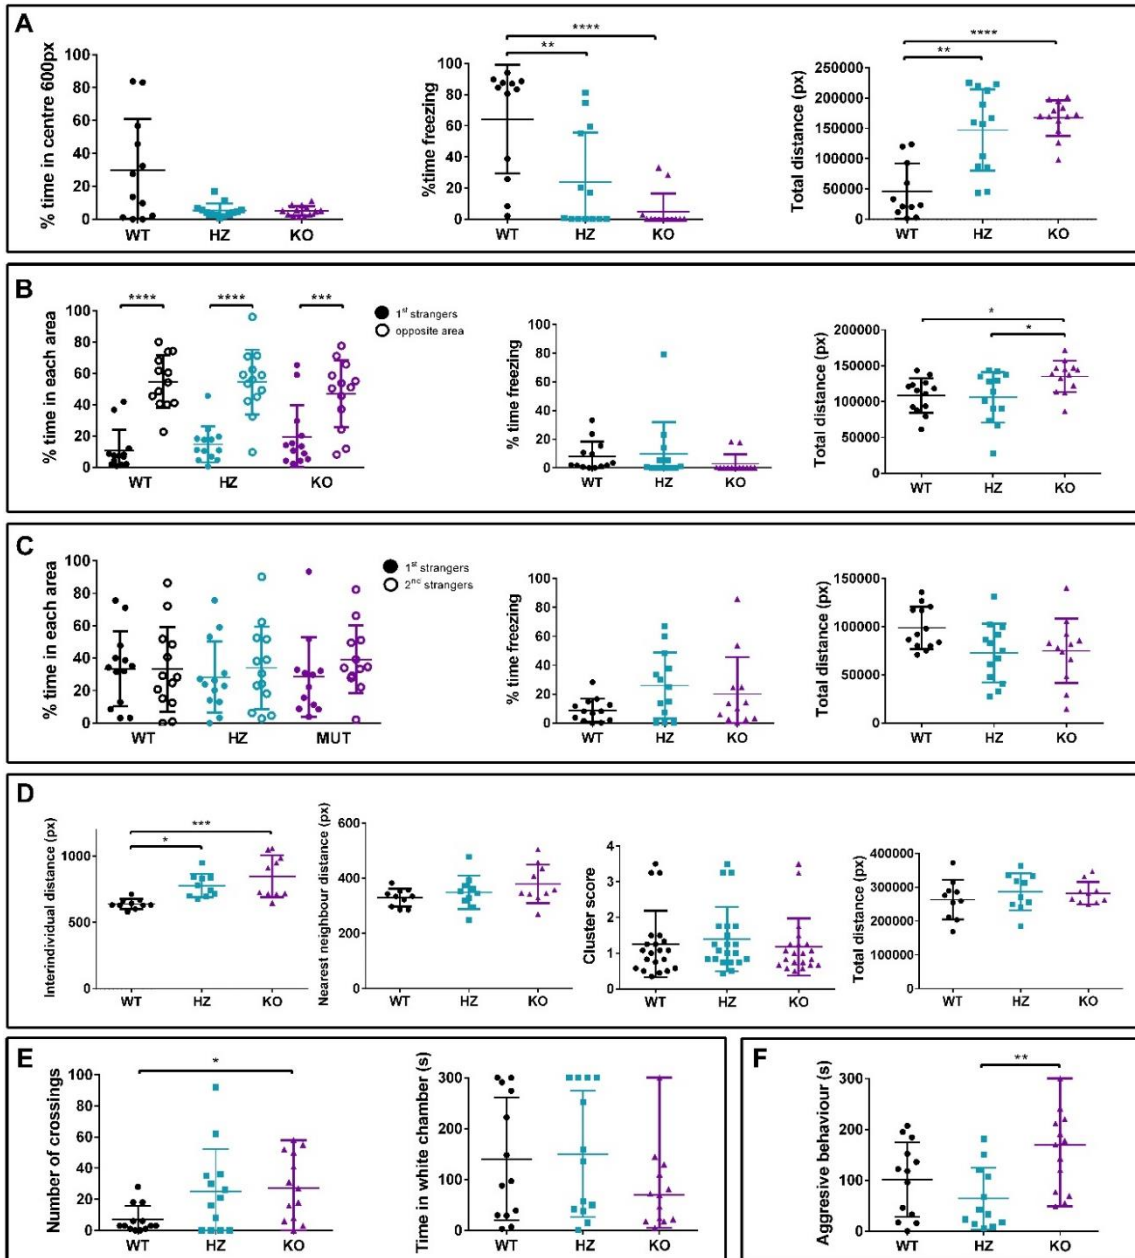 A
% time in centre 600px
100
80
60
40
20
0
WT HZ KO
%time freezing
100
80
60
40
20
0
**
****
WT HZ KO
Total distance (px)
250000
200000
150000
100000
50000
0
**
****
WT HZ KO
B
% time in each area
100
80
60
40
20
0
**** **** ***
WT HZ KO
1st strangers
opposite area
% time freezing
100
80
60
40
20
0
WT HZ KO
Total distance (px)
200000
150000
100000
50000
0
*
*
WT HZ KO
C
% time in each area
100
80
60
40
20
0
WT HZ MUT
1st strangers
2nd strangers
% time freezing
100
80
60
40
20
0
WT HZ KO
Total distance (px)
150000
100000
50000
0
WT HZ KO
D
Interindividual distance (px)
1000
500
0
***
*
WT HZ KO
Nearest neighbour distance (px)
600
400
200
0
WT HZ KO
Cluster score
4
3
2
1
0
WT HZ KO
Total distance (px)
400000
300000
200000
100000
0
WT HZ KO
E
Number of crossings
100
80
60
40
20
0
*
WT HZ KO
Time in white chamber (s)
300
200
100
0
WT HZ KO
F
Aggresive behaviour (s)
300
200
100
0
**
WT HZ KO